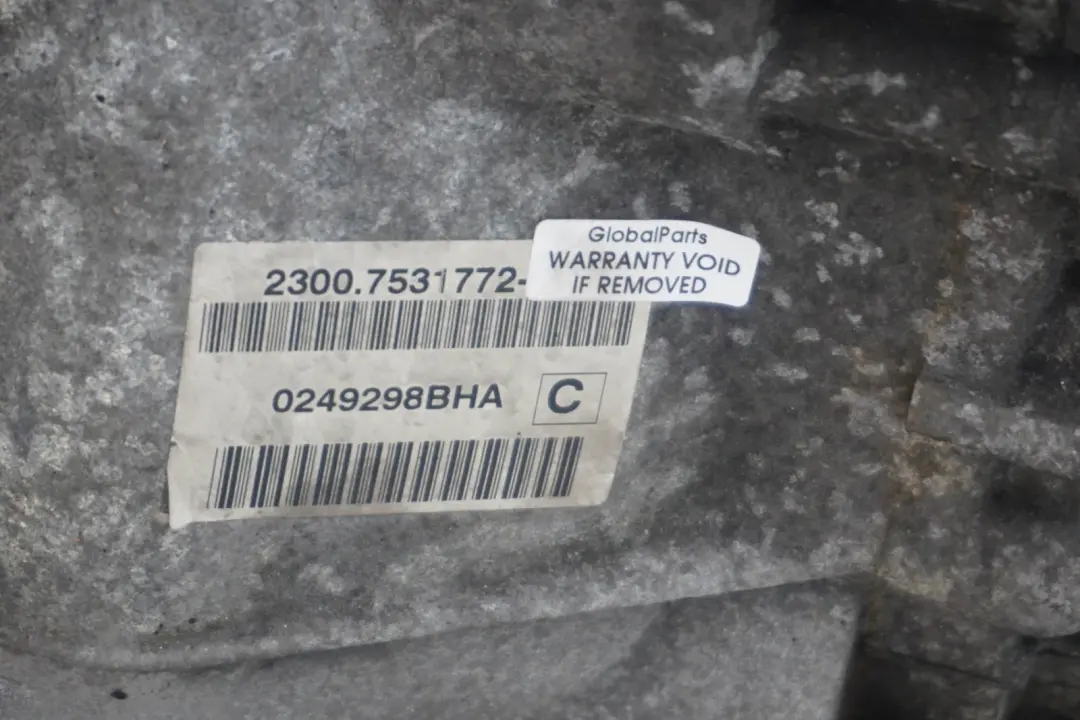 GlobalParts
WARRANTY VOID
IF REMOVED
2300.7531772-
0249298BHA
C